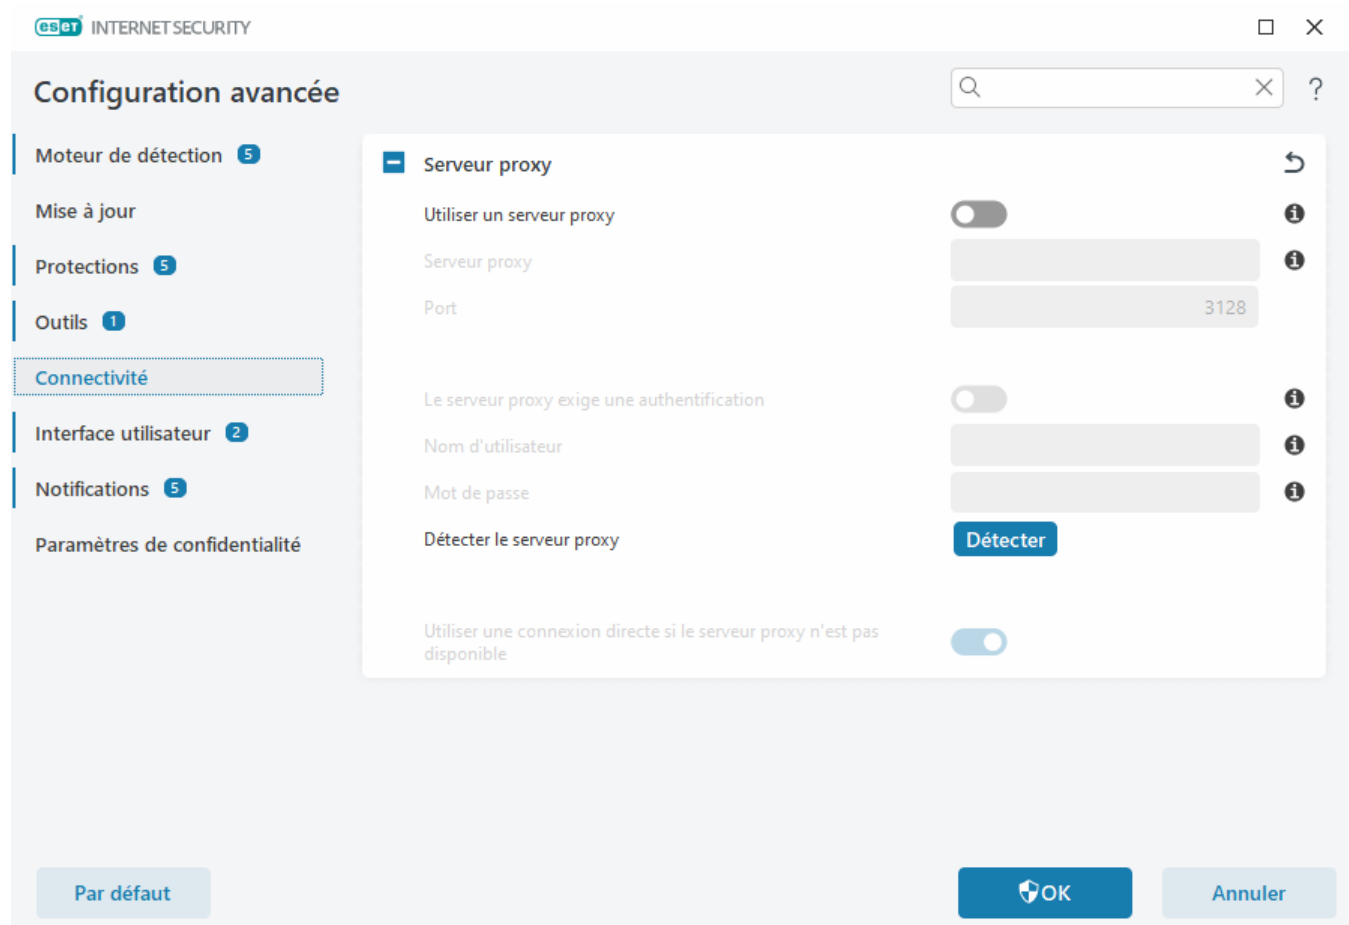 eset INTERNET SECURITY
Configuration avancée
?
Moteur de détection 5
Mise à jour
Protections 5
Outils 1
Connectivité
Interface utilisateur 2
Notifications 5
Paramètres de confidentialité
Serveur proxy
Utiliser un serveur proxy
Serveur proxy
Port 3128
Le serveur proxy exige une authentification
Nom d'utilisateur
Mot de passe
Détecter le serveur proxy Détecter
Utiliser une connexion directe si le serveur proxy n'est pas
disponible
Par défaut OK Annuler